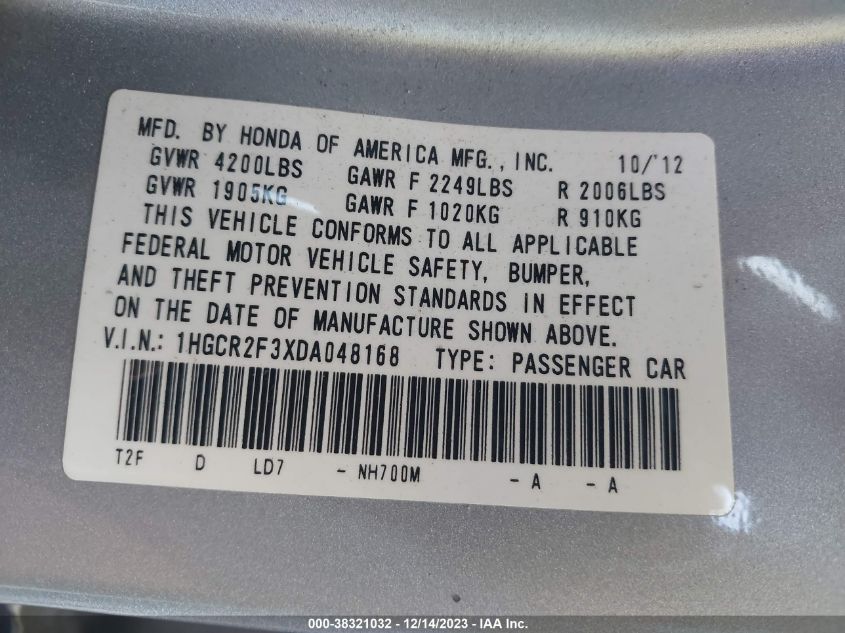 MFD. BY HONDA OF AMERICA MFG., INC. 10/'12
GVWR 4200LBS GAWR F 2249LBS R 2006LBS
GVWR 1905KG GAWR F 1020KG R 910KG
THIS VEHICLE CONFORMS TO ALL APPLICABLE
FEDERAL MOTOR VEHICLE SAFETY, BUMPER,
AND THEFT PREVENTION STANDARDS IN EFFECT
ON THE DATE OF MANUFACTURE SHOWN ABOVE.
V.I.N.: 1HGCR2F3XDA048168 TYPE: PASSENGER CAR
T2F D LD7 - NH700M - A - A
000-38321032 - 12/14/2023 - IAA Inc.